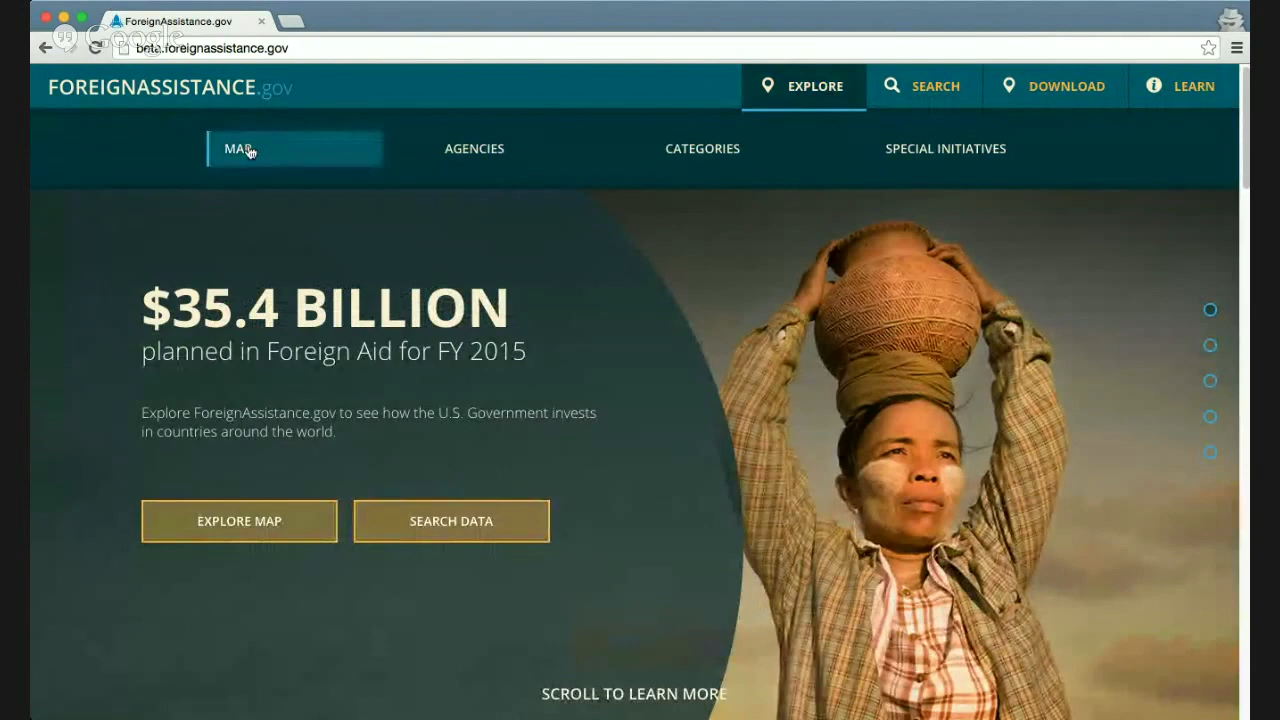 ForeignAssistance.gov
Google
beta.foreignassistance.gov
FOREIGNASSISTANCE.gov
EXPLORE
SEARCH
DOWNLOAD
LEARN
MAP
AGENCIES
CATEGORIES
SPECIAL INITIATIVES
$35.4 BILLION
planned in Foreign Aid for FY 2015
Explore ForeignAssistance.gov to see how the U.S. Government invests
in countries around the world.
EXPLORE MAP
SEARCH DATA
SCROLL TO LEARN MORE